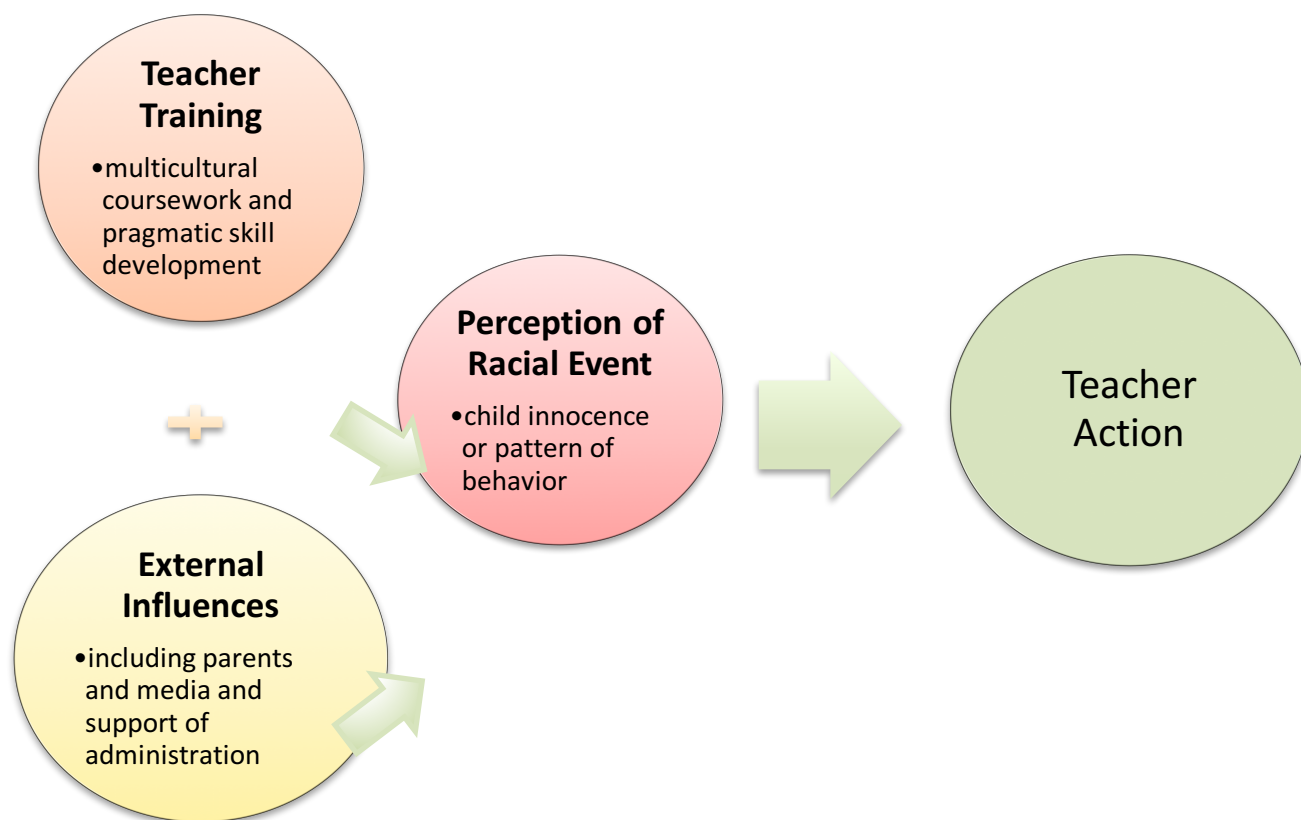 Teacher
Training
•multicultural
coursework and
pragmatic skill
development
+
External
Influences
•including parents
and media and
support of
administration
Perception of
Racial Event
•child innocence
or pattern of
behavior
Teacher
Action